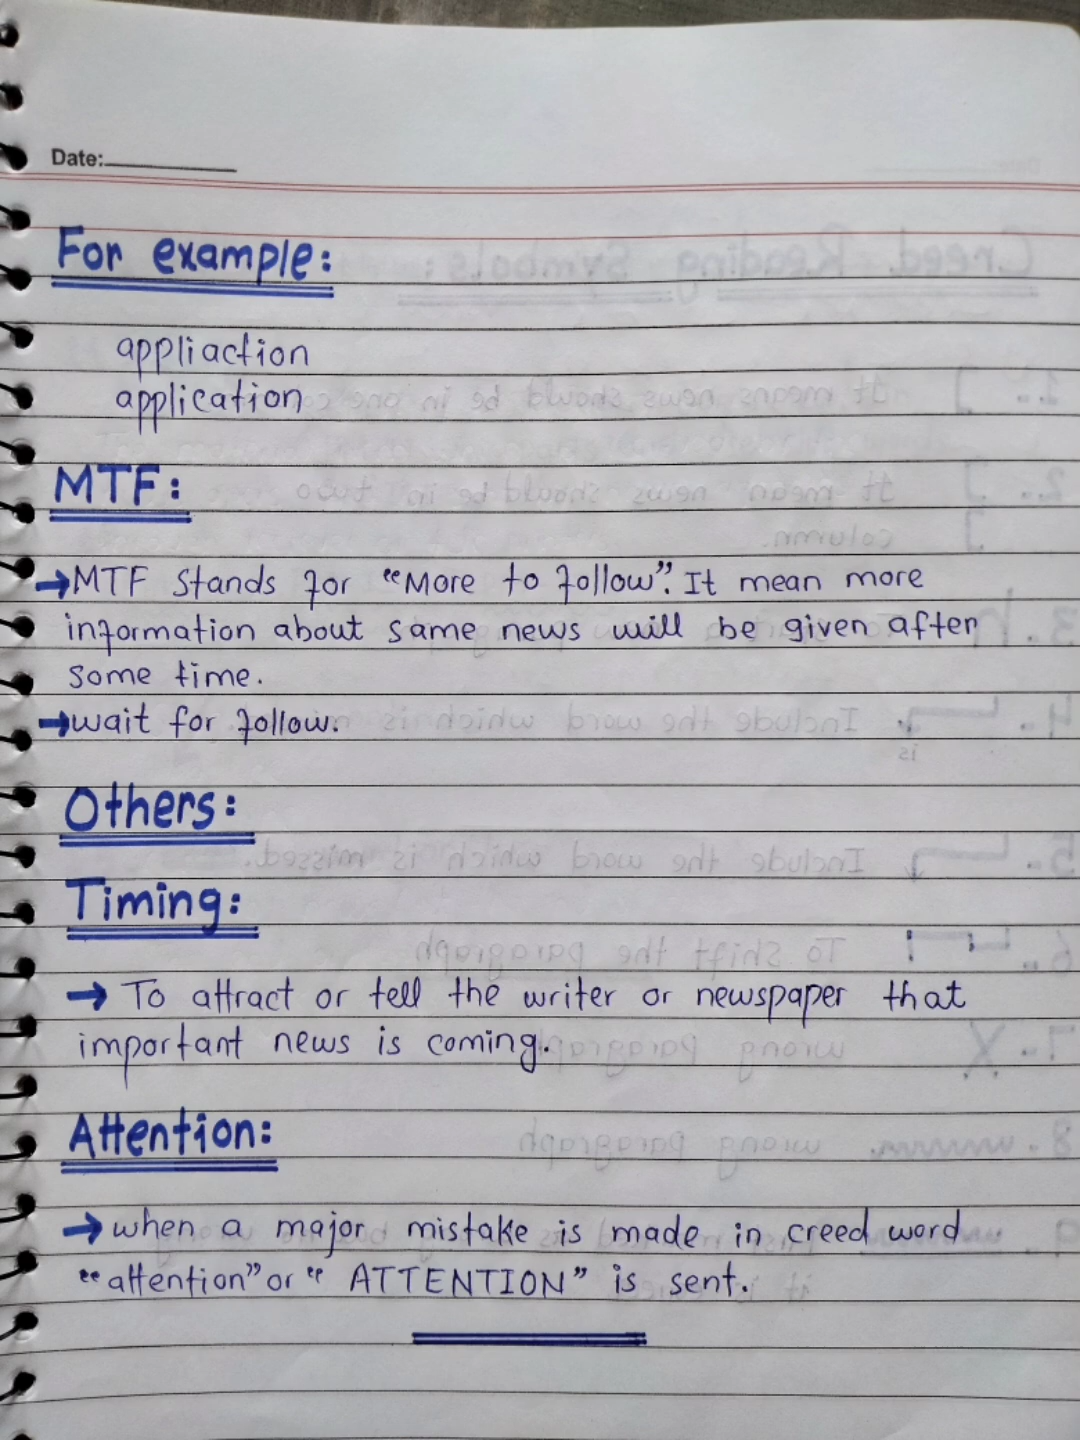 Date:
For example:
appliaction
application
MTF:
→MTF Stands for "More to follow". It mean more
information about same news will be given after
some time.
→wait for follow.
Others:
Timing:
→ To attract or tell the writer or newspaper that
important news is coming.
Attention:
→ when a major mistake is made in creed word
"attention" or " ATTENTION" is sent.